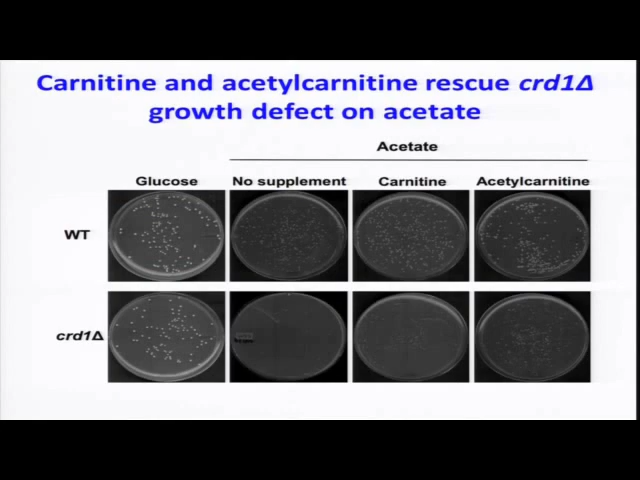 Carnitine and acetylcarnitine rescue crd1Δ
growth defect on acetate
Acetate
Glucose No supplement Carnitine Acetylcarnitine
WT
crd1Δ